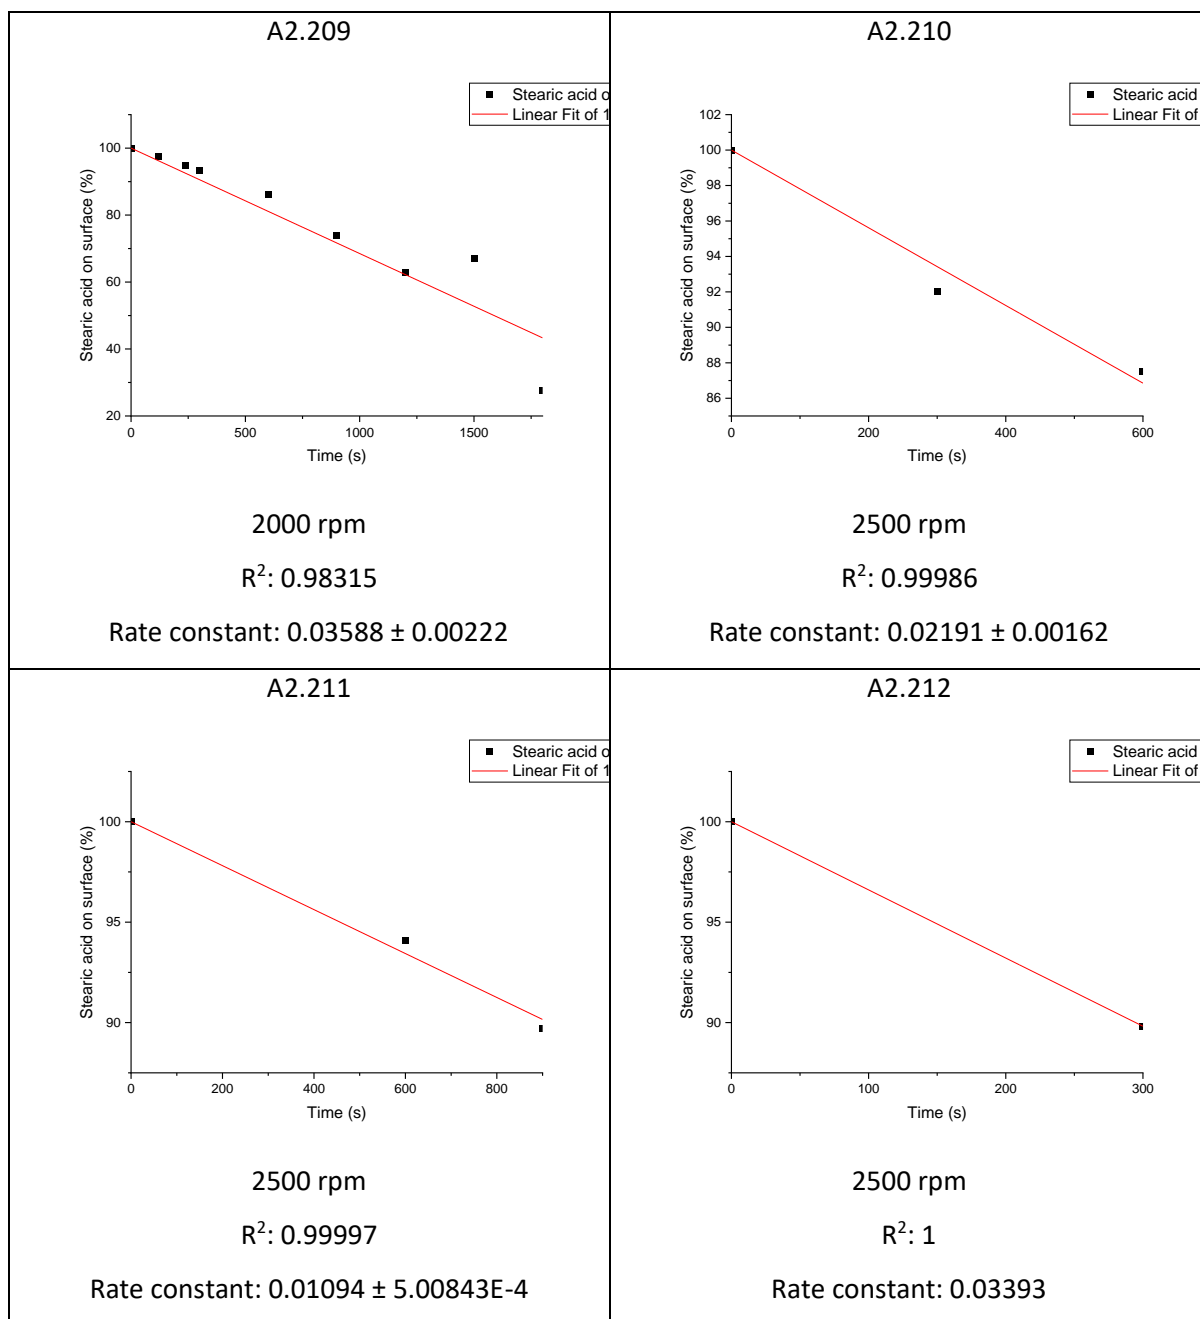 A2.209
Stearic acid o
Linear Fit of 1
100
80
60
40
20
0
500
1000
1500
Stearic acid on surface (%)
Time (s)
2000 rpm
R²: 0.98315
Rate constant: 0.03588 ± 0.00222
A2.210
Stearic acid
Linear Fit of
102
100
98
96
94
92
90
88
86
0
200
400
600
Stearic acid on surface (%)
Time (s)
2500 rpm
R²: 0.99986
Rate constant: 0.02191 ± 0.00162
A2.211
Stearic acid o
Linear Fit of 1
100
95
90
0
200
400
600
800
Stearic acid on surface (%)
Time (s)
2500 rpm
R²: 0.99997
Rate constant: 0.01094 ± 5.00843E-4
A2.212
Stearic acid
Linear Fit of
100
95
90
0
100
200
300
Stearic acid on surface (%)
Time (s)
2500 rpm
R²: 1
Rate constant: 0.03393